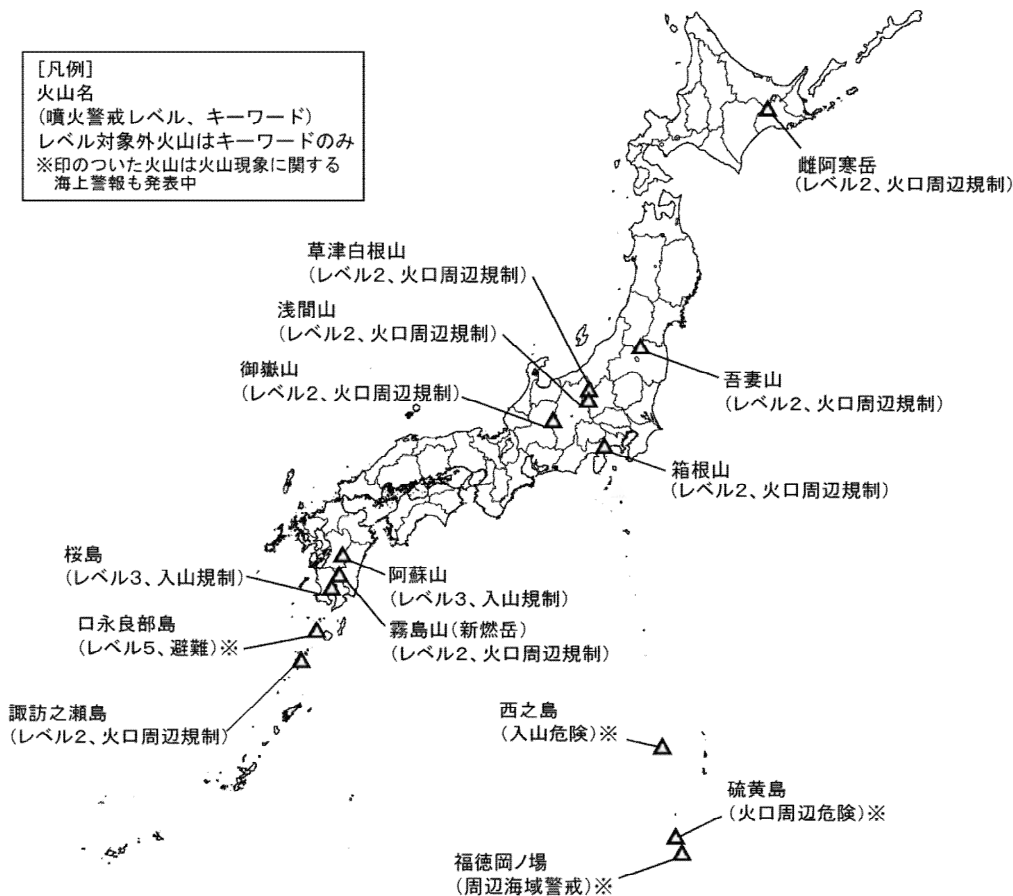 [凡例]
火山名
(噴火警戒レベル、キーワード)
レベル対象外火山はキーワードのみ
※印のついた火山は火山現象に関する
海上警報も発表中
雌阿寒岳
(レベル2、火口周辺規制)
草津白根山
(レベル2、火口周辺規制)
浅間山
(レベル2、火口周辺規制)
御嶽山
(レベル2、火口周辺規制)
吾妻山
(レベル2、火口周辺規制)
箱根山
(レベル2、火口周辺規制)
桜島
(レベル3、入山規制)
阿蘇山
(レベル3、入山規制)
口永良部島
(レベル5、避難)※
霧島山(新燃岳)
(レベル2、火口周辺規制)
諏訪之瀬島
(レベル2、火口周辺規制)
西之島
(入山危険)※
硫黄島
(火口周辺危険)※
福徳岡ノ場
(周辺海域警戒)※